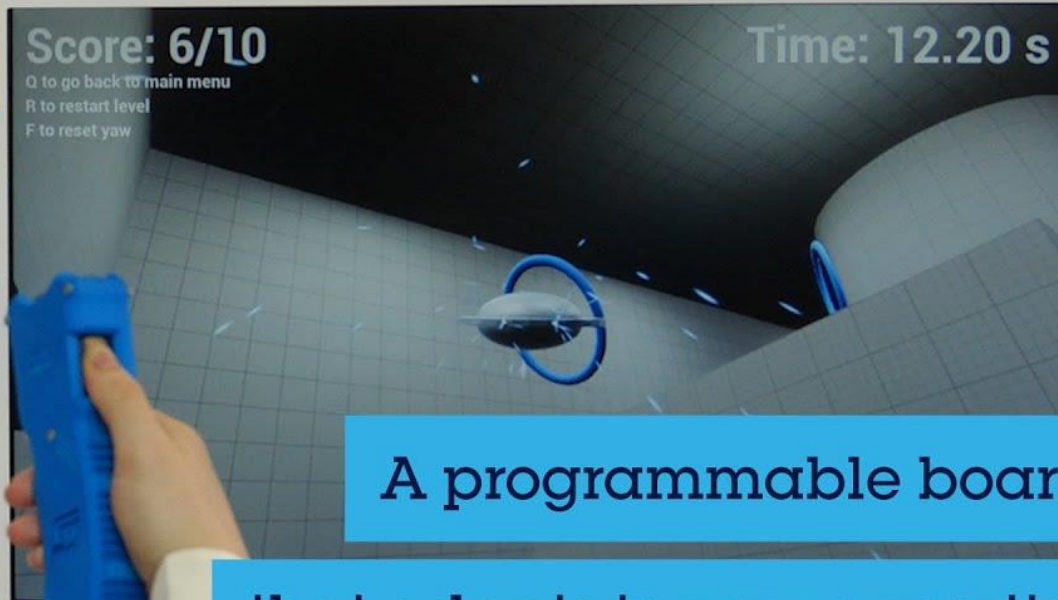 Score: 6/10
Time: 12.20 s
Q to go back to main menu
R to restart level
F to reset yaw
A programmable boar